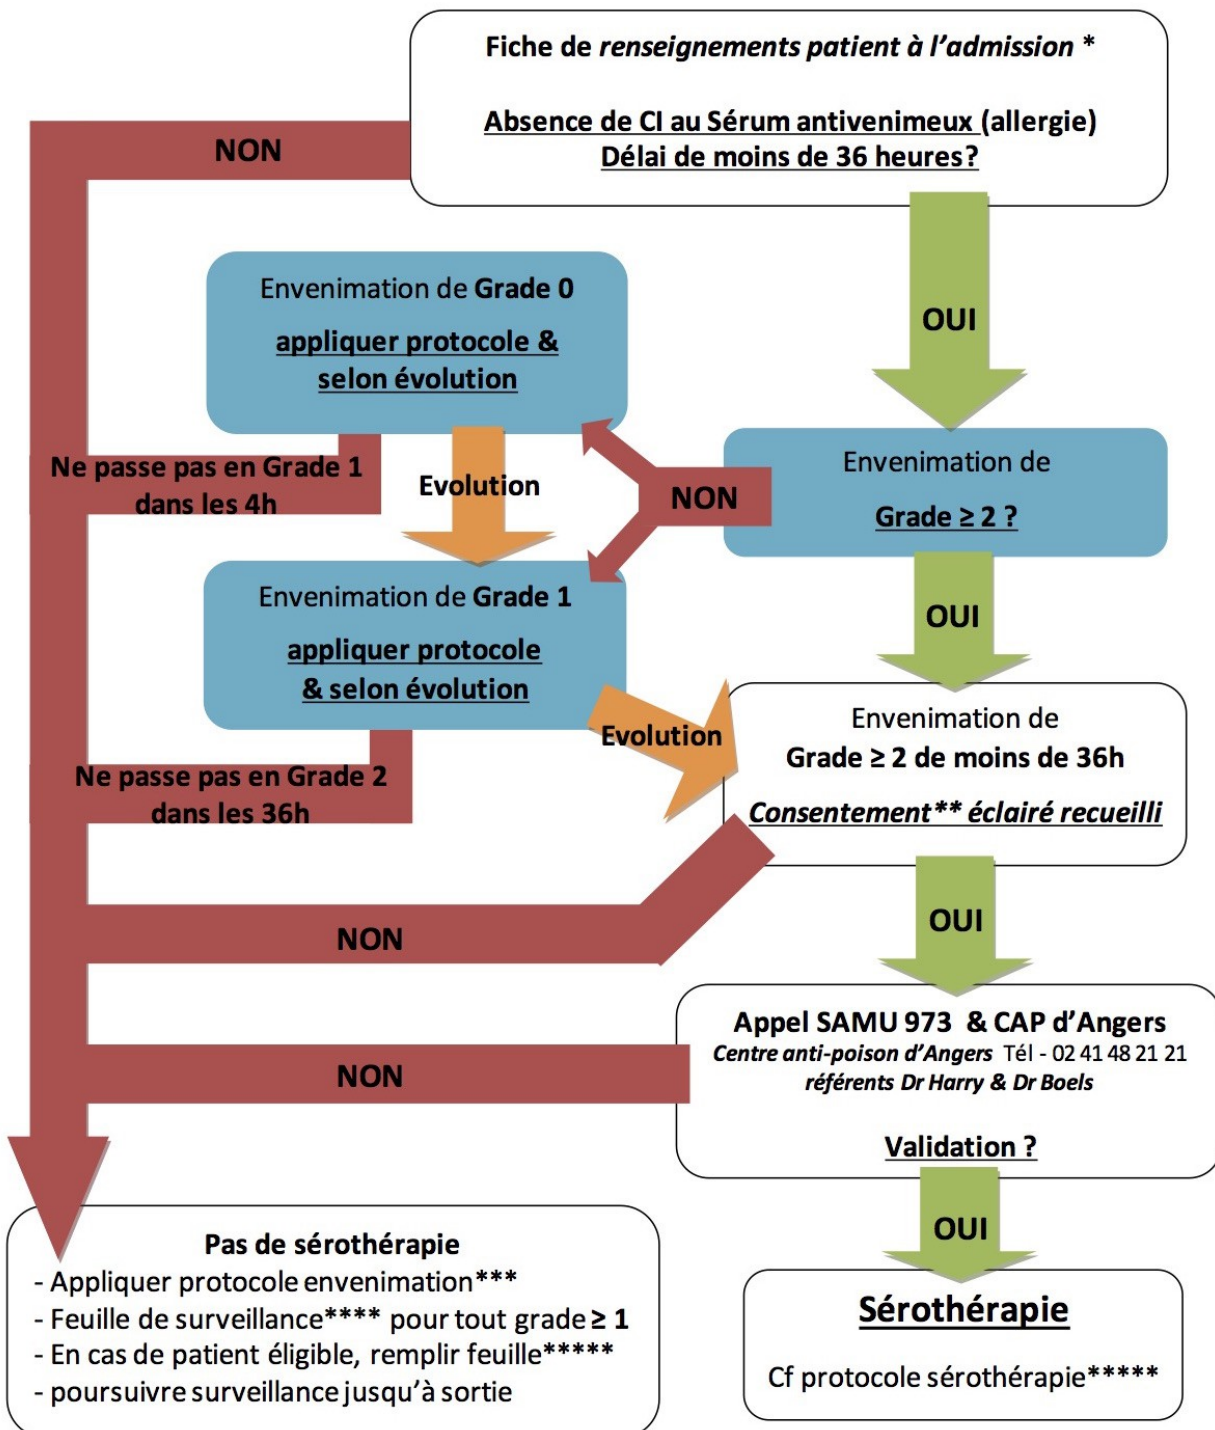 Fiche de renseignements patient à l’admission *
Absence de CI au Sérum antivenimeux (allergie)
Délai de moins de 36 heures?
NON
OUI
Envenimation de Grade 0
appliquer protocole &
selon évolution
Ne passe pas en Grade 1
dans les 4h
Evolution
NON
Envenimation de
Grade ≥ 2 ?
Envenimation de Grade 1
appliquer protocole
& selon évolution
OUI
Evolution
Ne passe pas en Grade 2
dans les 36h
Envenimation de
Grade ≥ 2 de moins de 36h
Consentement** éclairé recueilli
NON
OUI
Appel SAMU 973 & CAP d’Angers
Centre anti-poison d’Angers Tél - 02 41 48 21 21
référents Dr Harry & Dr Boels
Validation ?
NON
OUI
Pas de sérothérapie
- Appliquer protocole envenimation***
- Feuille de surveillance**** pour tout grade ≥ 1
- En cas de patient éligible, remplir feuille*****
- poursuivre surveillance jusqu’à sortie
Sérothérapie
Cf protocole sérothérapie*****